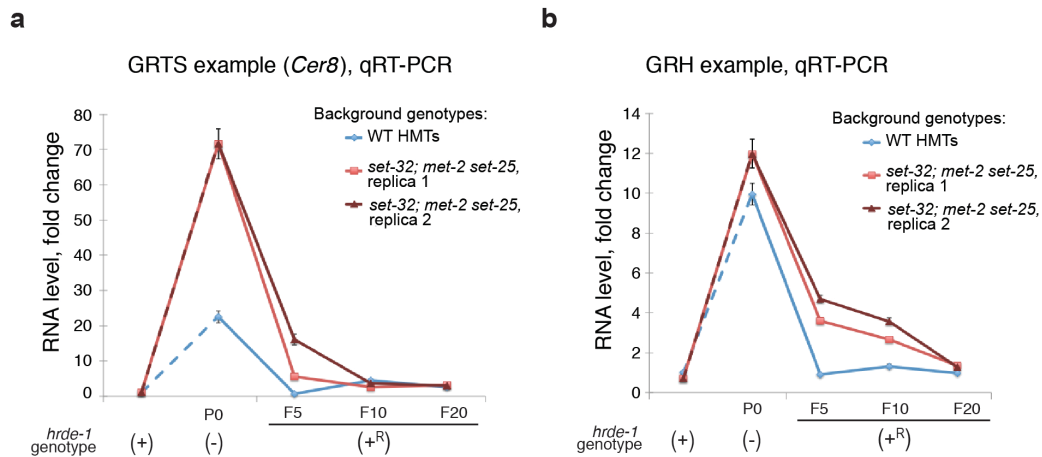 a
GRTS example (Cer8), qRT-PCR
RNA level, fold change
80
70
60
50
40
30
20
10
0
Background genotypes:
WT HMTs
set-32; met-2 set-25,
replica 1
set-32; met-2 set-25,
replica 2
P0
F5
F10
F20
hrde-1
genotype
(+)
(-)
(+R)
b
GRH example, qRT-PCR
RNA level, fold change
14
12
10
8
6
4
2
0
Background genotypes:
WT HMTs
set-32; met-2 set-25,
replica 1
set-32; met-2 set-25,
replica 2
P0
F5
F10
F20
hrde-1
genotype
(+)
(-)
(+R)